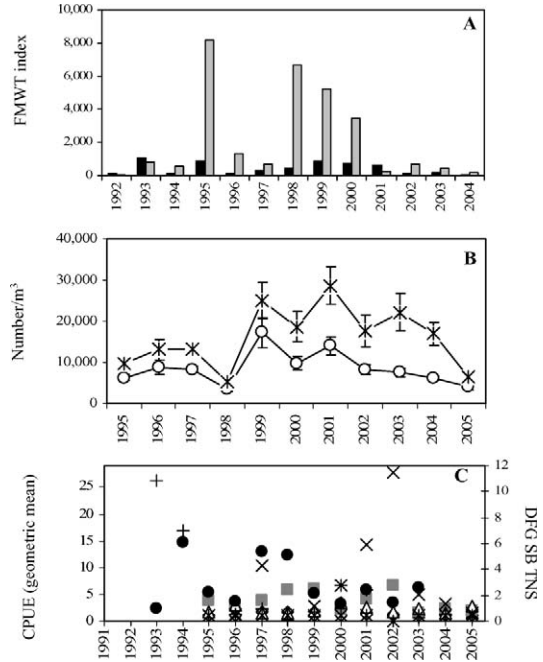 A
FMWT index
10,000
8,000
6,000
4,000
2,000
0
1992 1993 1994 1995 1996 1997 1998 1999 2000 2001 2002 2003 2004
B
Number/m³
40,000
30,000
20,000
10,000
0
1995 1996 1997 1998 1999 2000 2001 2002 2003 2004 2005
C
CPUE (geometric mean)
25
20
15
10
5
0
12
10
8
6
4
2
0
DFG SB TNS
1991 1992 1993 1994 1995 1996 1997 1998 1999 2000 2001 2002 2003 2004 2005